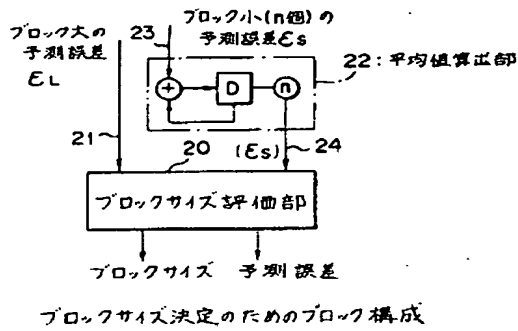 ブロック大の
予測誤差
εL
23
ブロック小(n個)の
予測誤差εs
22:平均値算出部
+
D
n
21
20
(εs)
24
ブロックサイズ評価部
ブロックサイズ 予測誤差
ブロックサイズ決定のためのブロック構成